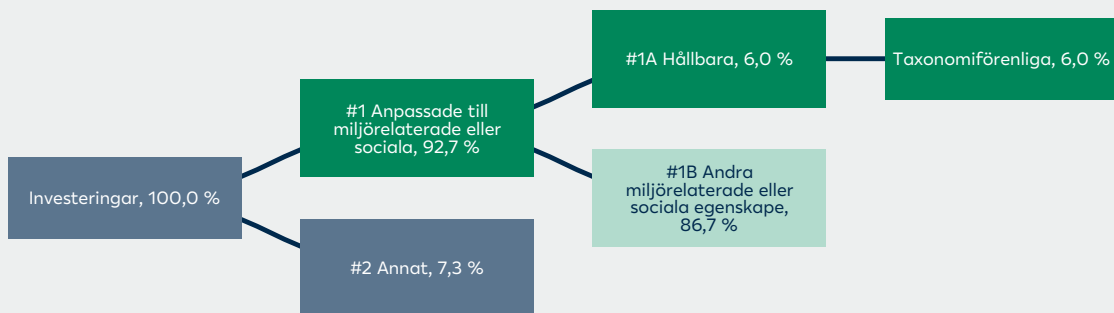 Investeringar, 100,0 %
#1 Anpassade till
miljörelaterade eller
sociala, 92,7 %
#2 Annat, 7,3 %
#1A Hållbara, 6,0 %
#1B Andra
miljörelaterade eller
sociala egenskape,
86,7 %
Taxonomiförenliga, 6,0 %